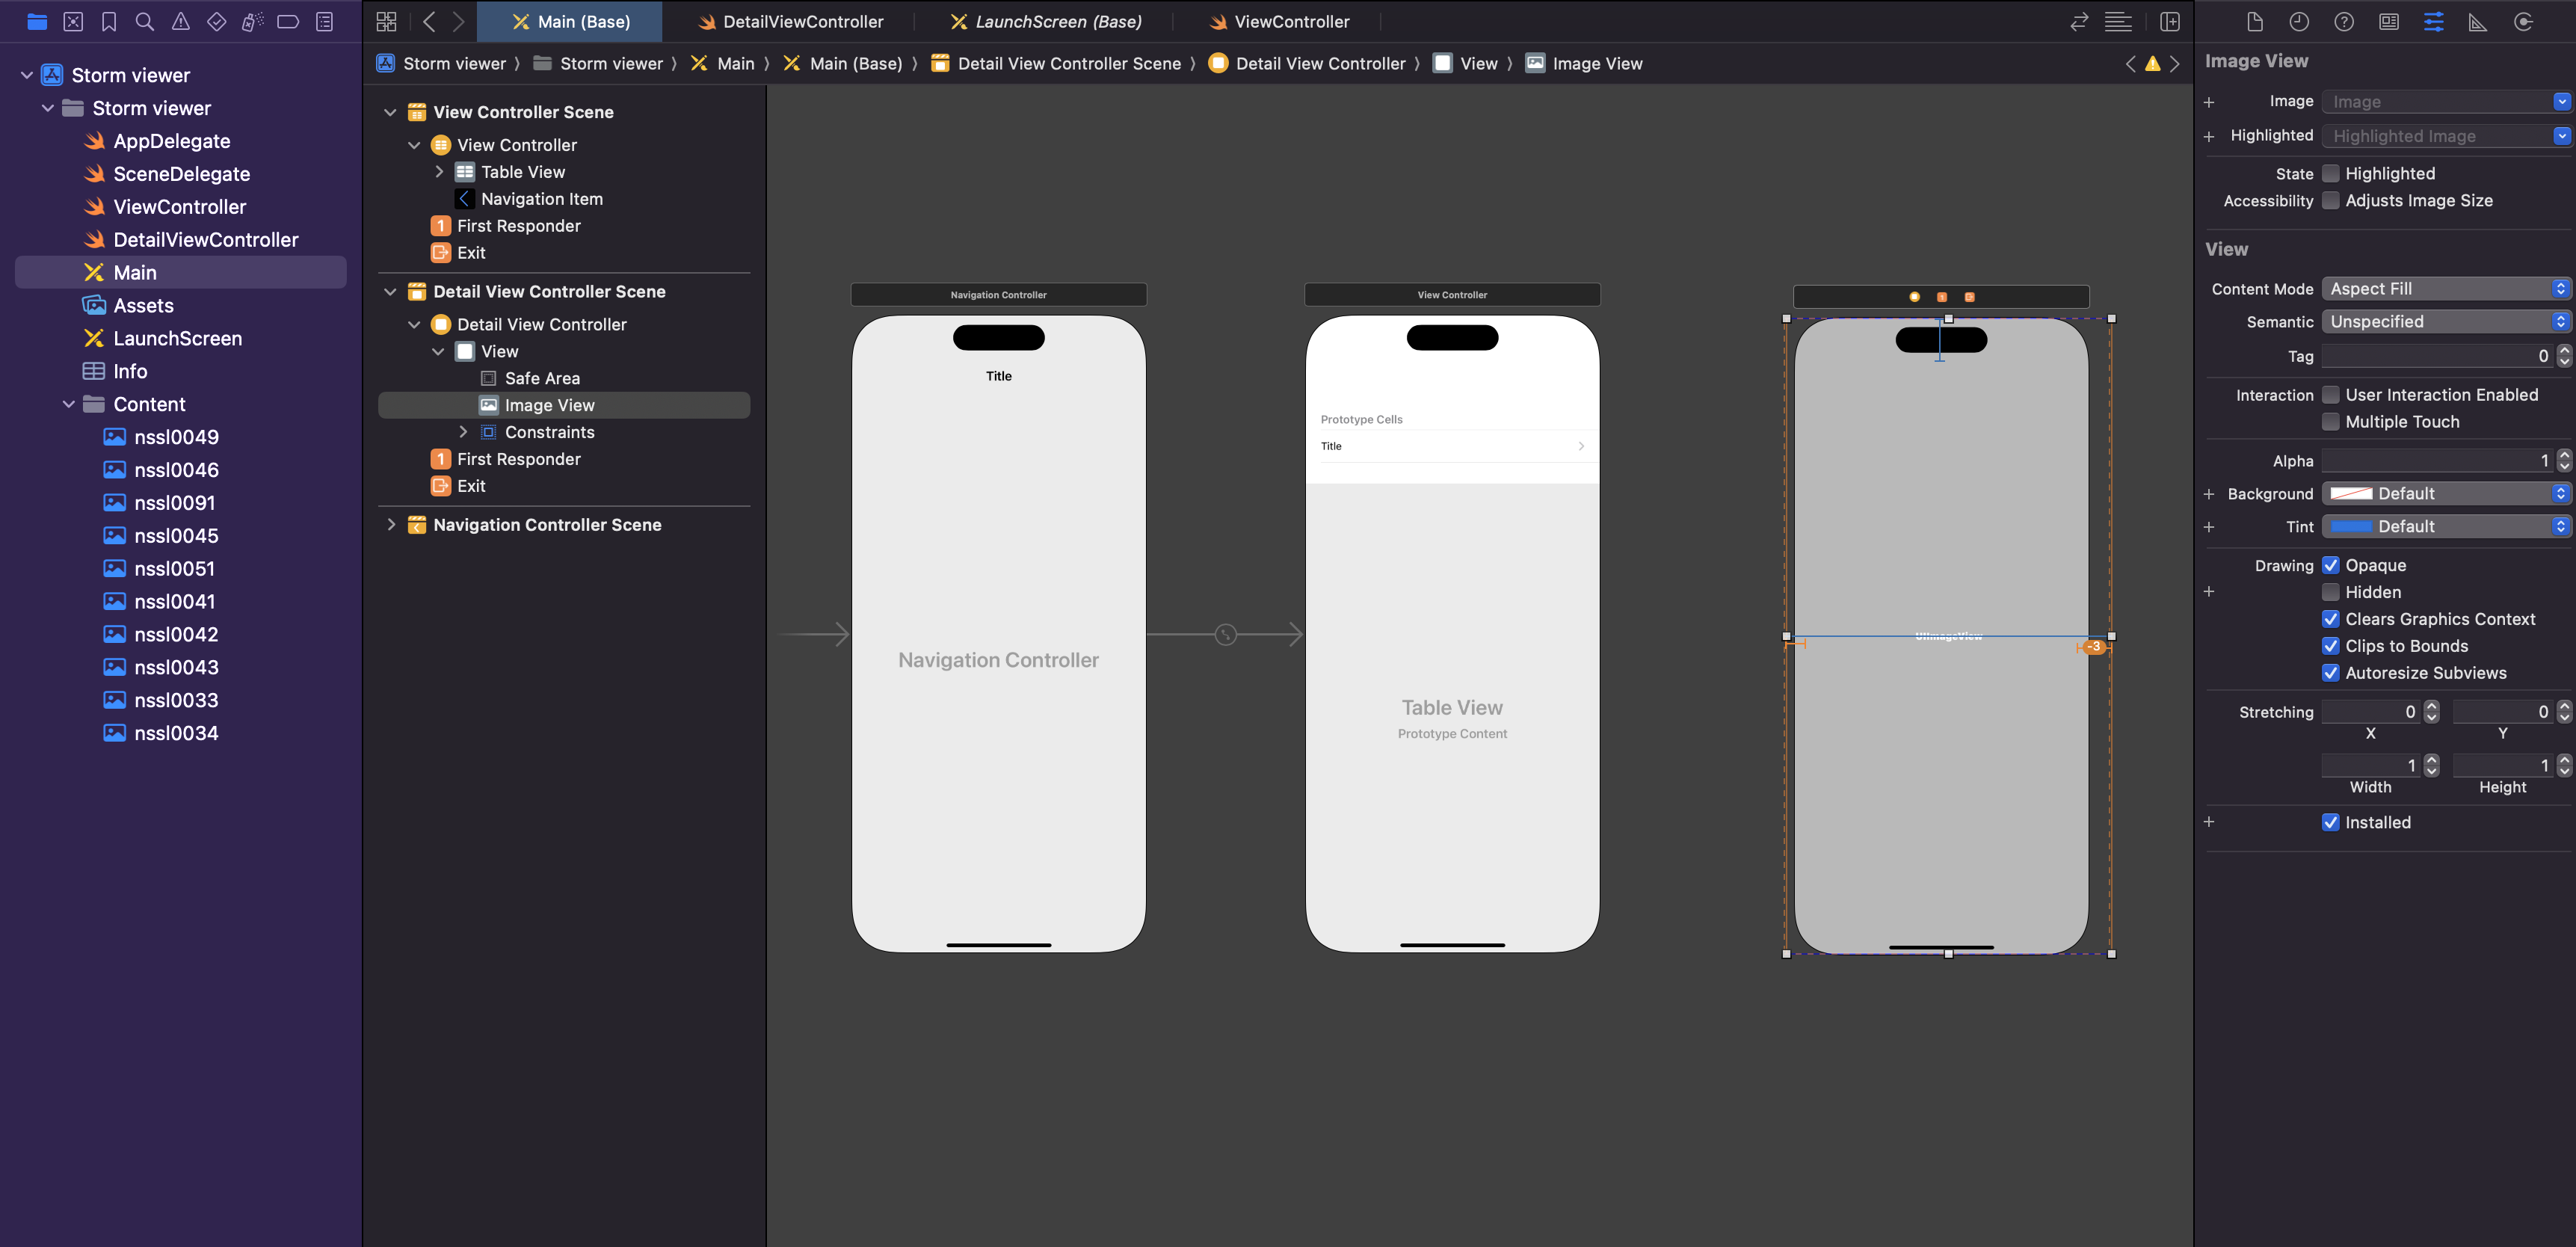 Storm viewer
Storm viewer
AppDelegate
SceneDelegate
ViewController
DetailViewController
Main
Assets
LaunchScreen
Info
Content
nssl0049
nssl0046
nssl0091
nssl0045
nssl0051
nssl0041
nssl0042
nssl0043
nssl0033
nssl0034
Main (Base)
DetailViewController
LaunchScreen (Base)
ViewController
Storm viewer
Storm viewer
Main
Main (Base)
Detail View Controller Scene
Detail View Controller
View
Image View
View Controller Scene
View Controller
Table View
Navigation Item
1 First Responder
Exit
Detail View Controller Scene
Detail View Controller
View
Safe Area
Image View
Constraints
1 First Responder
Exit
Navigation Controller Scene
Navigation Controller
Title
Navigation Controller
View Controller
Prototype Cells
Title
Table View
Prototype Content
1
UIImageView
-3
Image View
Image Image
Highlighted Highlighted Image
State Highlighted
Accessibility Adjusts Image Size
View
Content Mode Aspect Fill
Semantic Unspecified
Tag 0
Interaction User Interaction Enabled
Multiple Touch
Alpha 1
Background Default
Tint Default
Drawing Opaque
Hidden
Clears Graphics Context
Clips to Bounds
Autoresize Subviews
Stretching 0 0
X Y
1 1
Width Height
Installed